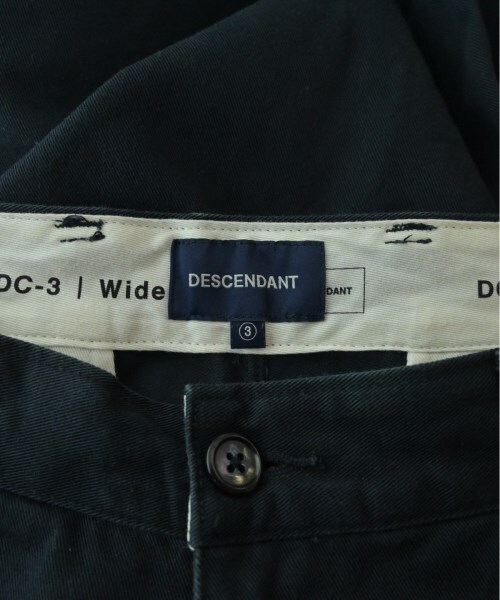 DC-3 | Wide
DESCENDANT
DANT
③
DC